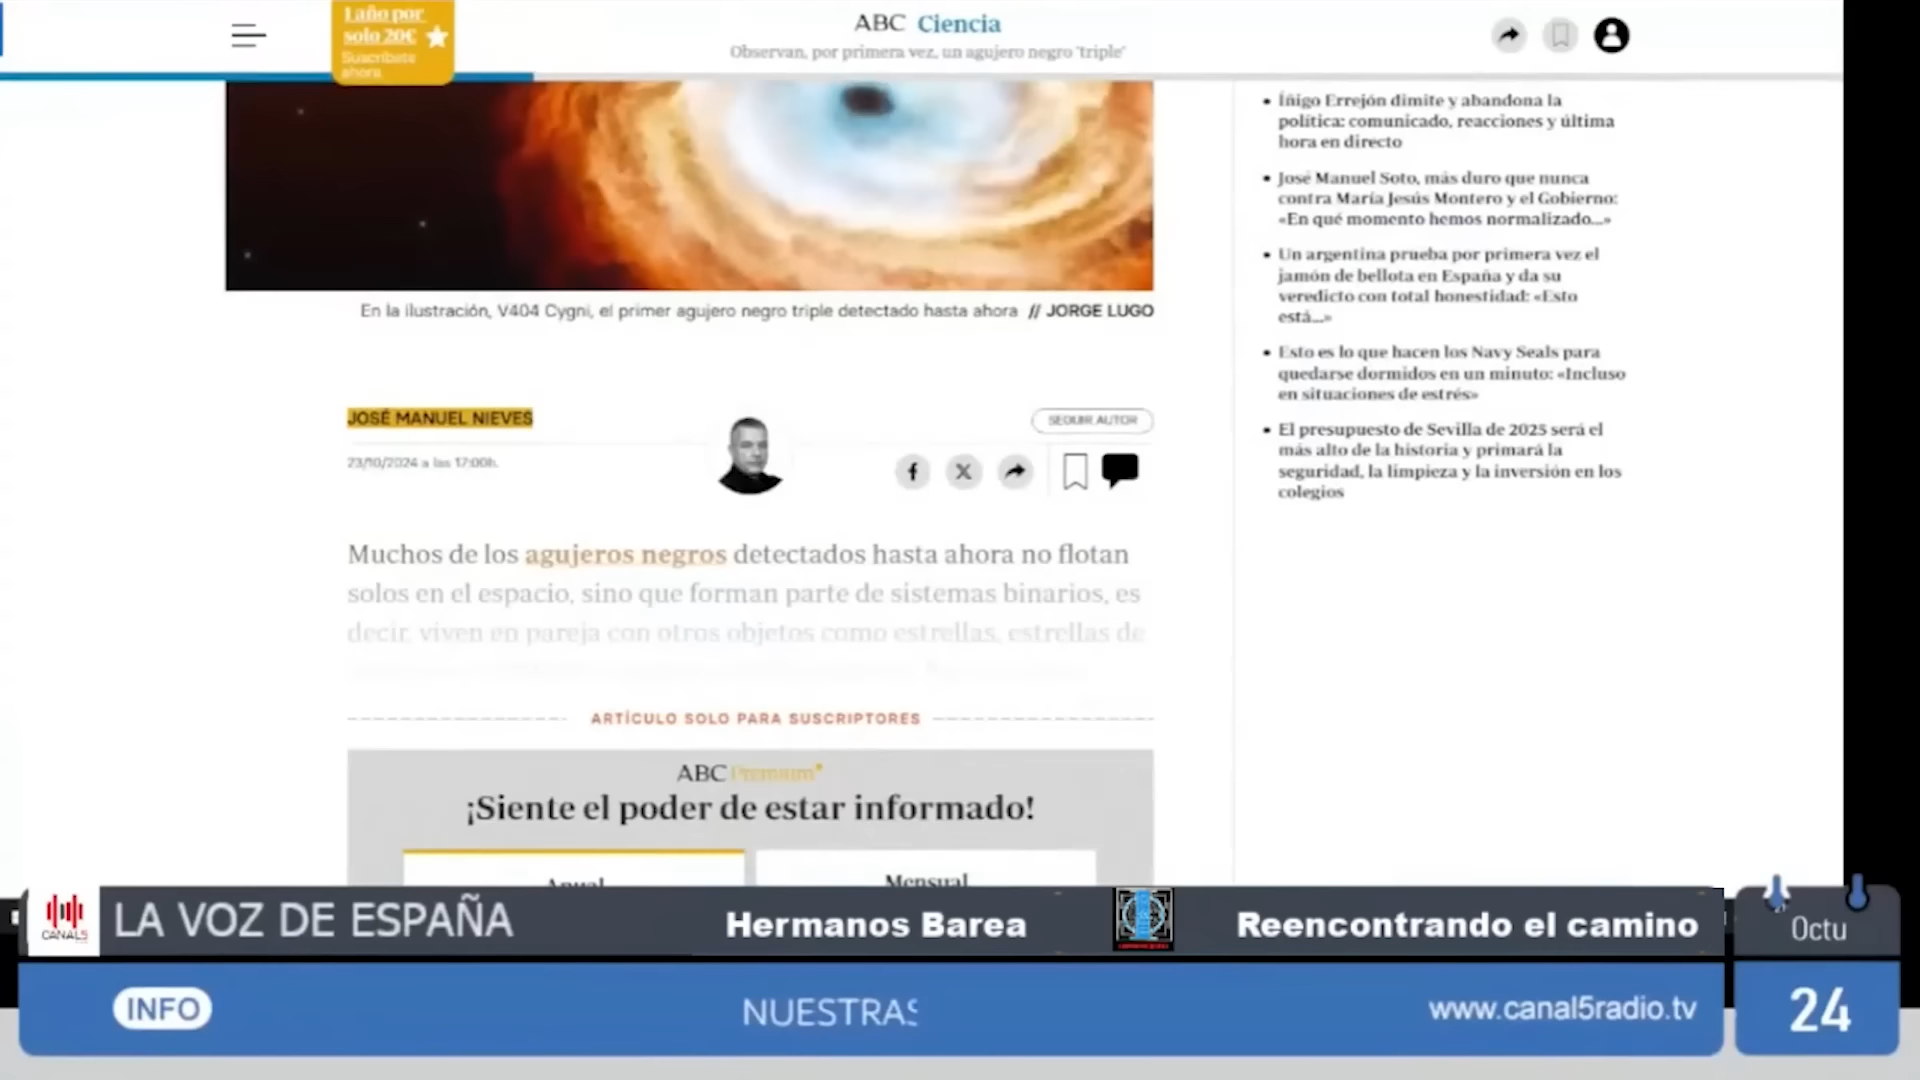 1 año por
solo 20€
Suscríbete
ahora
ABC Ciencia
Observan, por primera vez, un agujero negro 'triple'
En la ilustración, V404 Cygni, el primer agujero negro triple detectado hasta ahora // JORGE LUGO
JOSÉ MANUEL NIEVES
SEGUIR AUTOR
23/10/2024 a las 17:00h.
Muchos de los agujeros negros detectados hasta ahora no flotan
solos en el espacio, sino que forman parte de sistemas binarios, es
decir, viven en pareja con otros objetos como estrellas, estrellas de
ARTÍCULO SOLO PARA SUSCRIPTORES
ABC Premium
¡Siente el poder de estar informado!
Anual
Mensual
Íñigo Errejón dimite y abandona la
política: comunicado, reacciones y última
hora en directo
José Manuel Soto, más duro que nunca
contra María Jesús Montero y el Gobierno:
«En qué momento hemos normalizado...»
Un argentina prueba por primera vez el
jamón de bellota en España y da su
veredicto con total honestidad: «Esto
está...»
Esto es lo que hacen los Navy Seals para
quedarse dormidos en un minuto: «Incluso
en situaciones de estrés»
El presupuesto de Sevilla de 2025 será el
más alto de la historia y primará la
seguridad, la limpieza y la inversión en los
colegios
CANAL5
LA VOZ DE ESPAÑA
Hermanos Barea
Reencontrando el camino
Octu
24
INFO
NUESTRAS
www.canal5radio.tv